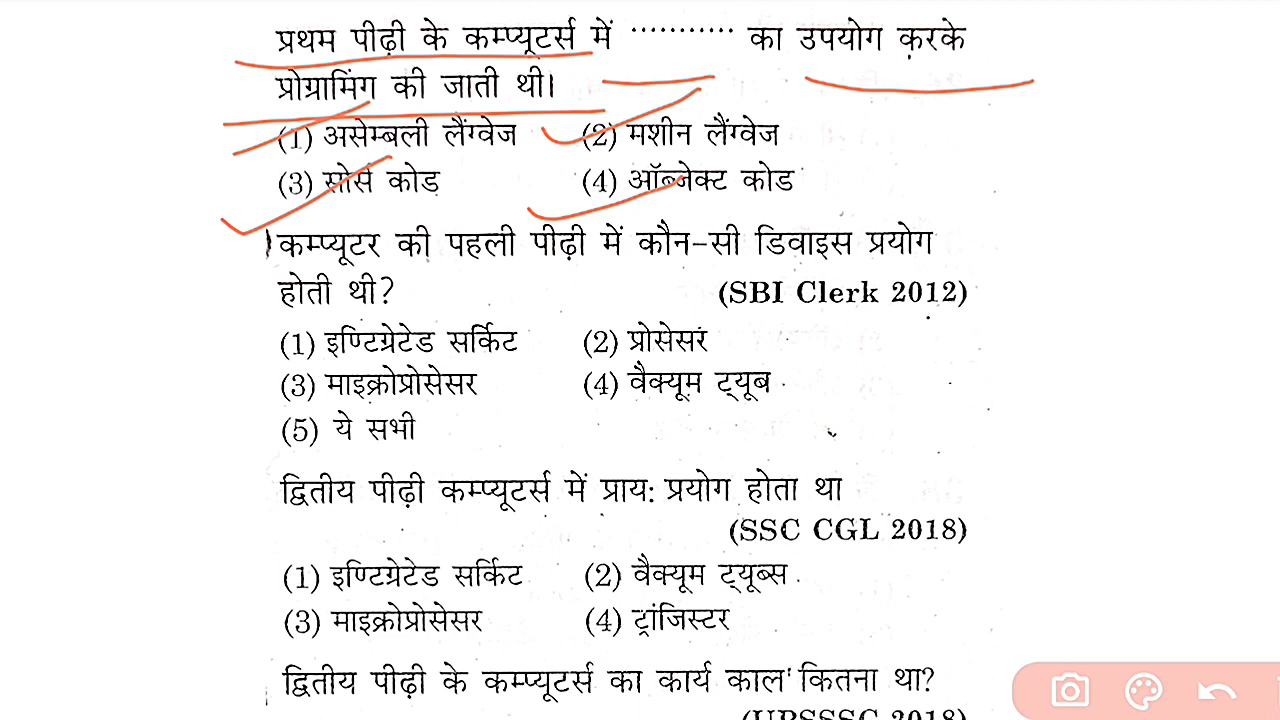 प्रथम पीढ़ी के कम्प्यूटर्स में ........... का उपयोग करके
प्रोग्रामिंग की जाती थी।
(1) असेम्बली लैंग्वेज (2) मशीन लैंग्वेज
(3) सोर्स कोड (4) ऑब्जेक्ट कोड
कम्प्यूटर की पहली पीढ़ी में कौन-सी डिवाइस प्रयोग
होती थी? (SBI Clerk 2012)
(1) इण्टिग्रेटेड सर्किट (2) प्रोसेसर
(3) माइक्रोप्रोसेसर (4) वैक्यूम ट्यूब
(5) ये सभी
द्वितीय पीढ़ी कम्प्यूटर्स में प्राय: प्रयोग होता था
(SSC CGL 2018)
(1) इण्टिग्रेटेड सर्किट (2) वैक्यूम ट्यूब्स
(3) माइक्रोप्रोसेसर (4) ट्रांजिस्टर
द्वितीय पीढ़ी के कम्प्यूटर्स का कार्य काल कितना था?
(UPSSSC 2018)